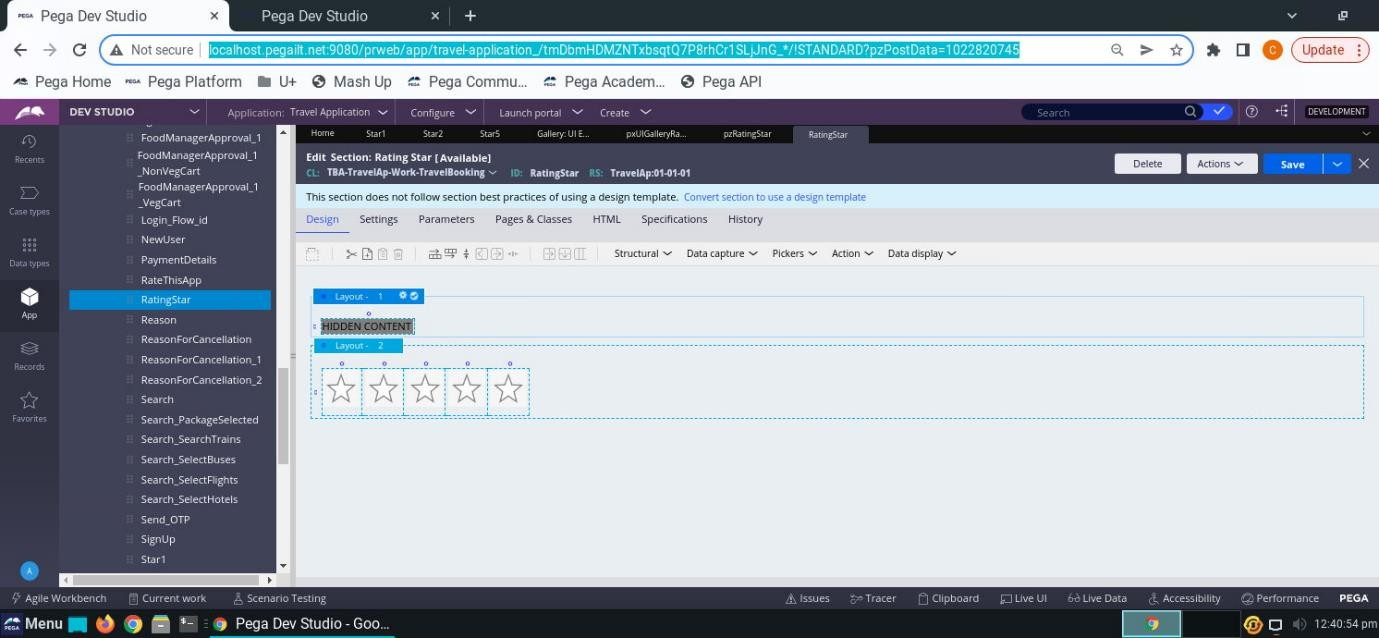 PEGA Pega Dev Studio
Pega Dev Studio
Not secure localhost.pegailt.net:9080/prweb/app/travel-application_/tmDbmHDMZNTxbsqtQ7P8rhCr1SLjJnG_*/!STANDARD?pzPostData=1022820745
C Update
Pega Home PEGA Pega Platform U+ Mash Up Pega Commu... Pega Academ... Pega API
DEV STUDIO Application: Travel Application Configure Launch portal Create Search DEVELOPMENT
Home Star1 Star2 Star5 Gallery: UI E... pxUIGalleryRa... pzRatingStar RatingStar
Edit Section: Rating Star [Available]
CL: TBA-TravelAp-Work-TravelBooking ID: RatingStar RS: TravelAp:01-01-01
Delete Actions Save
This section does not follow section best practices of using a design template. Convert section to use a design template
Design Settings Parameters Pages & Classes HTML Specifications History
Structural Data capture Pickers Action Data display
Layout - 1
HIDDEN CONTENT
Layout - 2
Recents
Case types
Data types
App
Records
Favorites
A
FoodManagerApproval_1
FoodManagerApproval_1
_NonVegCart
FoodManagerApproval_1
_VegCart
Login_Flow_id
NewUser
PaymentDetails
RateThisApp
RatingStar
Reason
ReasonForCancellation
ReasonForCancellation_1
ReasonForCancellation_2
Search
Search_PackageSelected
Search_SearchTrains
Search_SelectBuses
Search_SelectFlights
Search_SelectHotels
Send_OTP
SignUp
Star1
Agile Workbench Current work Scenario Testing Issues Tracer Clipboard Live UI Live Data Accessibility Performance PEGA
PEGA Menu Pega Dev Studio - Goo... 12:40:54 pm